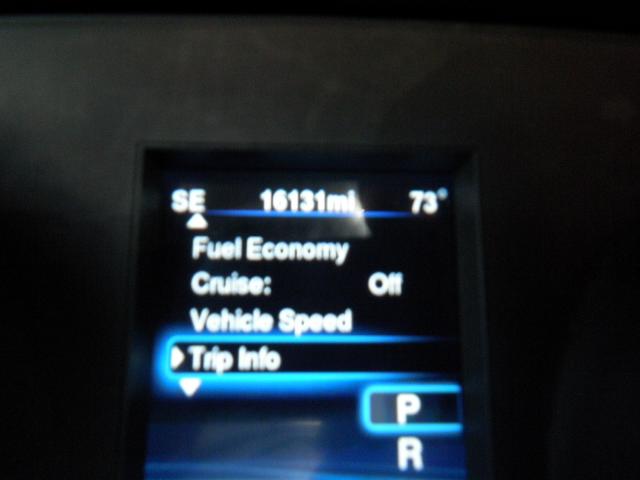 SE 16131mi 73°
Fuel Economy
Cruise: Off
Vehicle Speed
Trip Info
P
R